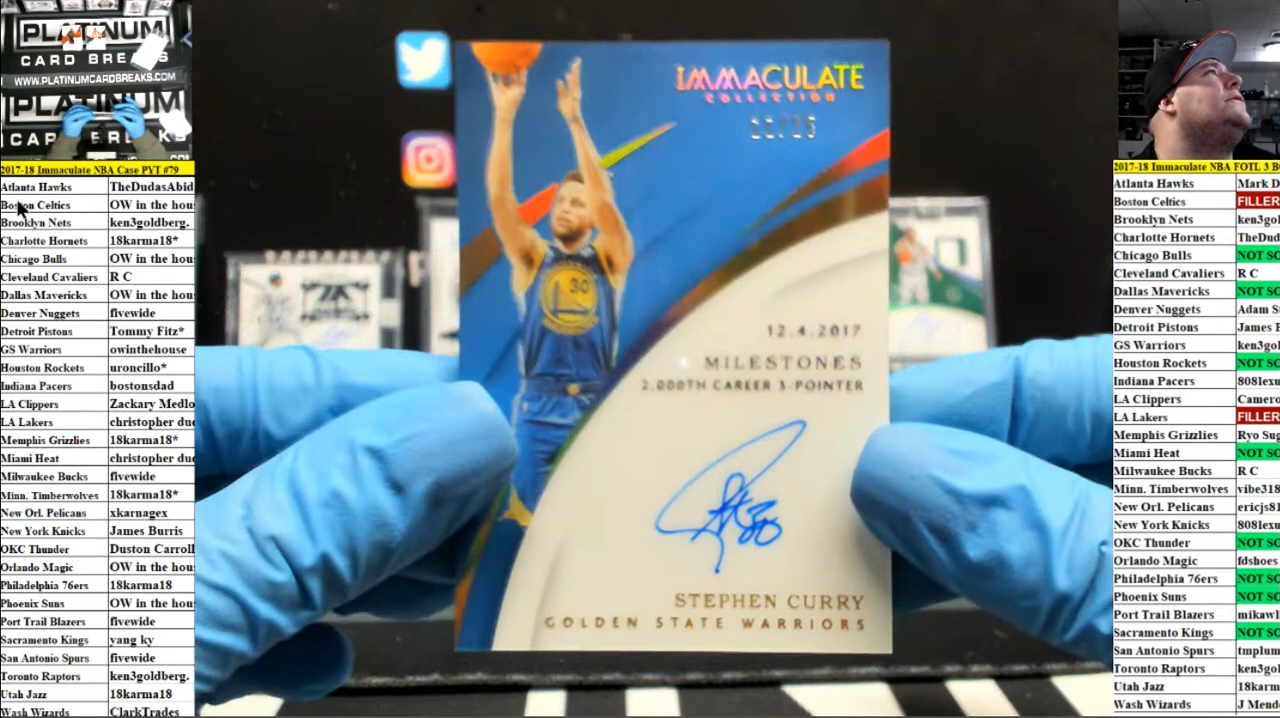 PLATINUM
CARD BREAKS
WWW.PLATINUMCARDBREAKS.COM
PLATINUM
2017-18 Immaculate NBA Case PYT #79
Atlanta Hawks TheDudasAbid
Boston Celtics OW in the hou
Brooklyn Nets ken3goldberg.
Charlotte Hornets 18karma18*
Chicago Bulls OW in the hou
Cleveland Cavaliers R C
Dallas Mavericks OW in the hou
Denver Nuggets fivewide
Detroit Pistons Tommy Fitz*
GS Warriors owinthehouse
Houston Rockets uroncillo*
Indiana Pacers bostonsdad
LA Clippers Zackary Medlo
LA Lakers christopher due
Memphis Grizzlies 18karma18*
Miami Heat christopher due
Milwaukee Bucks fivewide
Minn. Timberwolves 18karma18*
New Orl. Pelicans xkarnagex
New York Knicks James Burris
OKC Thunder Duston Carroll
Orlando Magic OW in the hou
Philadelphia 76ers 18karma18
Phoenix Suns OW in the hou
Port Trail Blazers fivewide
Sacramento Kings yang ky
San Antonio Spurs fivewide
Toronto Raptors ken3goldberg.
Utah Jazz 18karma18
Wash Wizards ClarkTrades
IMMACULATE
COLLECTION
30
12.4.2017
MILESTONES
2,000TH CAREER 3-POINTER
STEPHEN CURRY
GOLDEN STATE WARRIORS
2017-18 Immaculate NBA FOTL 3 B
Atlanta Hawks Mark D
Boston Celtics FILLER
Brooklyn Nets ken3gol
Charlotte Hornets TheDud
Chicago Bulls NOT SO
Cleveland Cavaliers R C
Dallas Mavericks NOT SO
Denver Nuggets Adam S
Detroit Pistons James B
GS Warriors ken3go
Houston Rockets NOT SO
Indiana Pacers 808lexu
LA Clippers Camero
LA Lakers FILLER
Memphis Grizzlies Ryo Sug
Miami Heat NOT SO
Milwaukee Bucks R C
Minn. Timberwolves vibe318
New Orl. Pelicans ericjs81
New York Knicks 808lexu
OKC Thunder NOT SO
Orlando Magic fdshoes
Philadelphia 76ers NOT SO
Phoenix Suns NOT SO
Port Trail Blazers mikawl
Sacramento Kings NOT SO
San Antonio Spurs tmplum
Toronto Raptors ken3gol
Utah Jazz 18karm
Wash Wizards J Mend